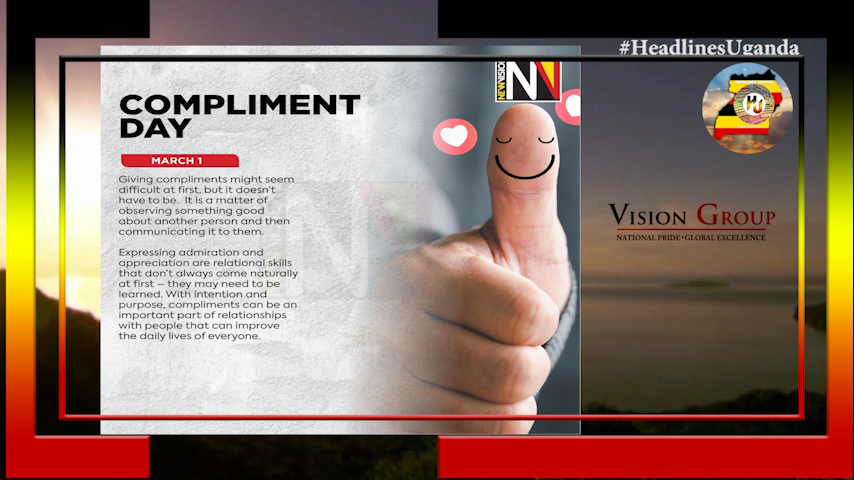 #HeadlinesUganda
NEW VISION
NV
COMPLIMENT
DAY
MARCH 1
Giving compliments might seem
difficult at first, but it doesn't
have to be. It is a matter of
observing something good
about another person and then
communicating it to them.
Expressing admiration and
appreciation are relational skills
that don't always come naturally
at first – they may need to be
learned. With intention and
purpose, compliments can be an
important part of relationships
with people that can improve
the daily lives of everyone.
VISION GROUP
NATIONAL PRIDE•GLOBAL EXCELLENCE